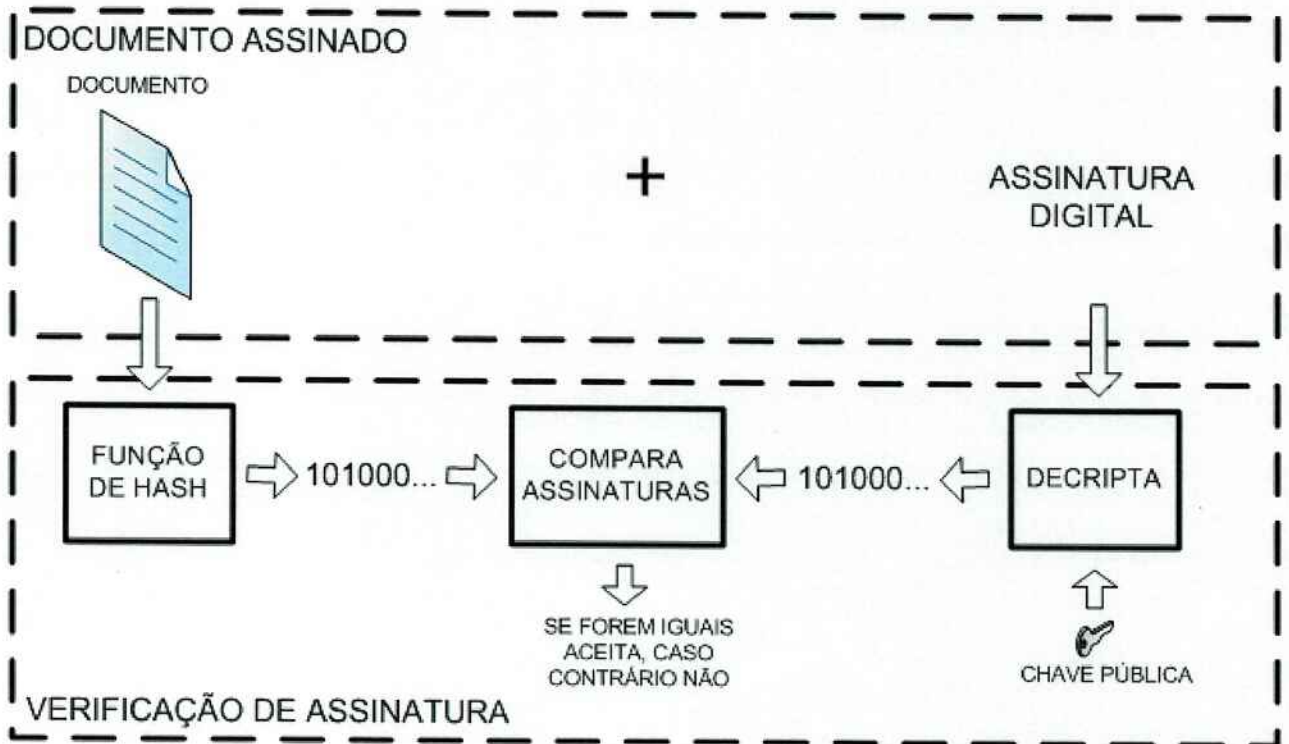 DOCUMENTO ASSINADO
DOCUMENTO
+
ASSINATURA
DIGITAL
FUNÇÃO
DE HASH
101000...
COMPARA
ASSINATURAS
101000...
DECRIPTA
SE FOREM IGUAIS
ACEITA, CASO
CONTRÁRIO NÃO
CHAVE PÚBLICA
VERIFICAÇÃO DE ASSINATURA